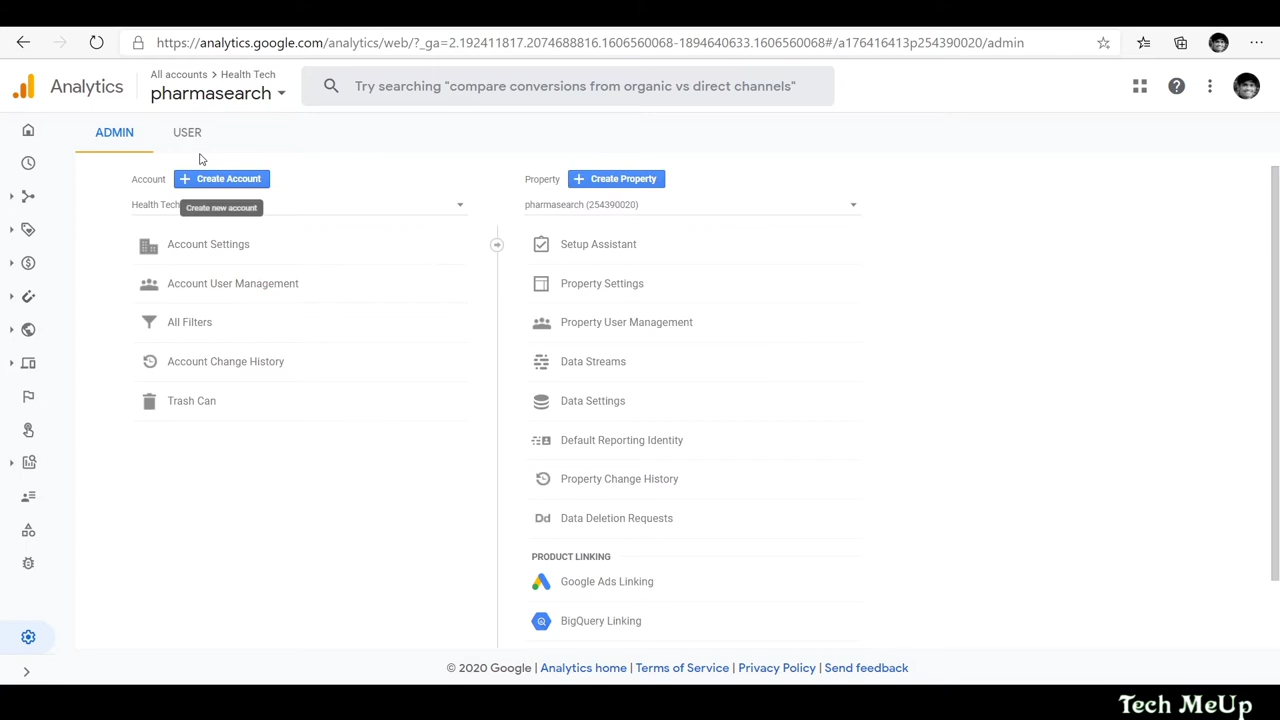 https://analytics.google.com/analytics/web/?_ga=2.192411817.2074688816.1606560068-1894640633.1606560068#/a176416413p254390020/admin
Analytics
All accounts > Health Tech
pharmasearch
Try searching "compare conversions from organic vs direct channels"
ADMIN
USER
Account
+ Create Account
Health Tech
Create new account
Account Settings
Account User Management
All Filters
Account Change History
Trash Can
Property
+ Create Property
pharmasearch (254390020)
Setup Assistant
Property Settings
Property User Management
Data Streams
Data Settings
Default Reporting Identity
Property Change History
Dd Data Deletion Requests
PRODUCT LINKING
Google Ads Linking
BigQuery Linking
© 2020 Google | Analytics home | Terms of Service | Privacy Policy | Send feedback
Tech MeUp